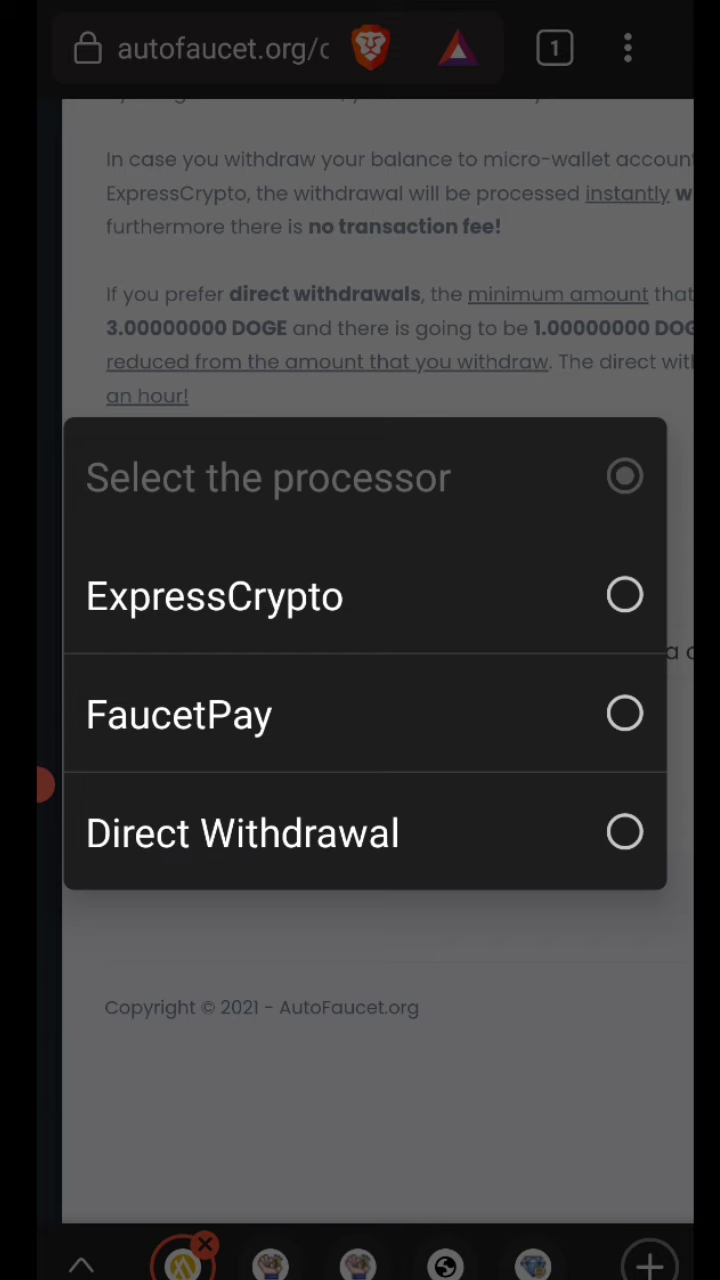 autofaucet.org/c
1
In case you withdraw your balance to micro-wallet accoun
ExpressCrypto, the withdrawal will be processed instantly w
furthermore there is no transaction fee!
If you prefer direct withdrawals, the minimum amount that
3.00000000 DOGE and there is going to be 1.00000000 DOG
reduced from the amount that you withdraw. The direct wit
an hour!
Select the processor
ExpressCrypto
FaucetPay
Direct Withdrawal
Copyright © 2021 - AutoFaucet.org